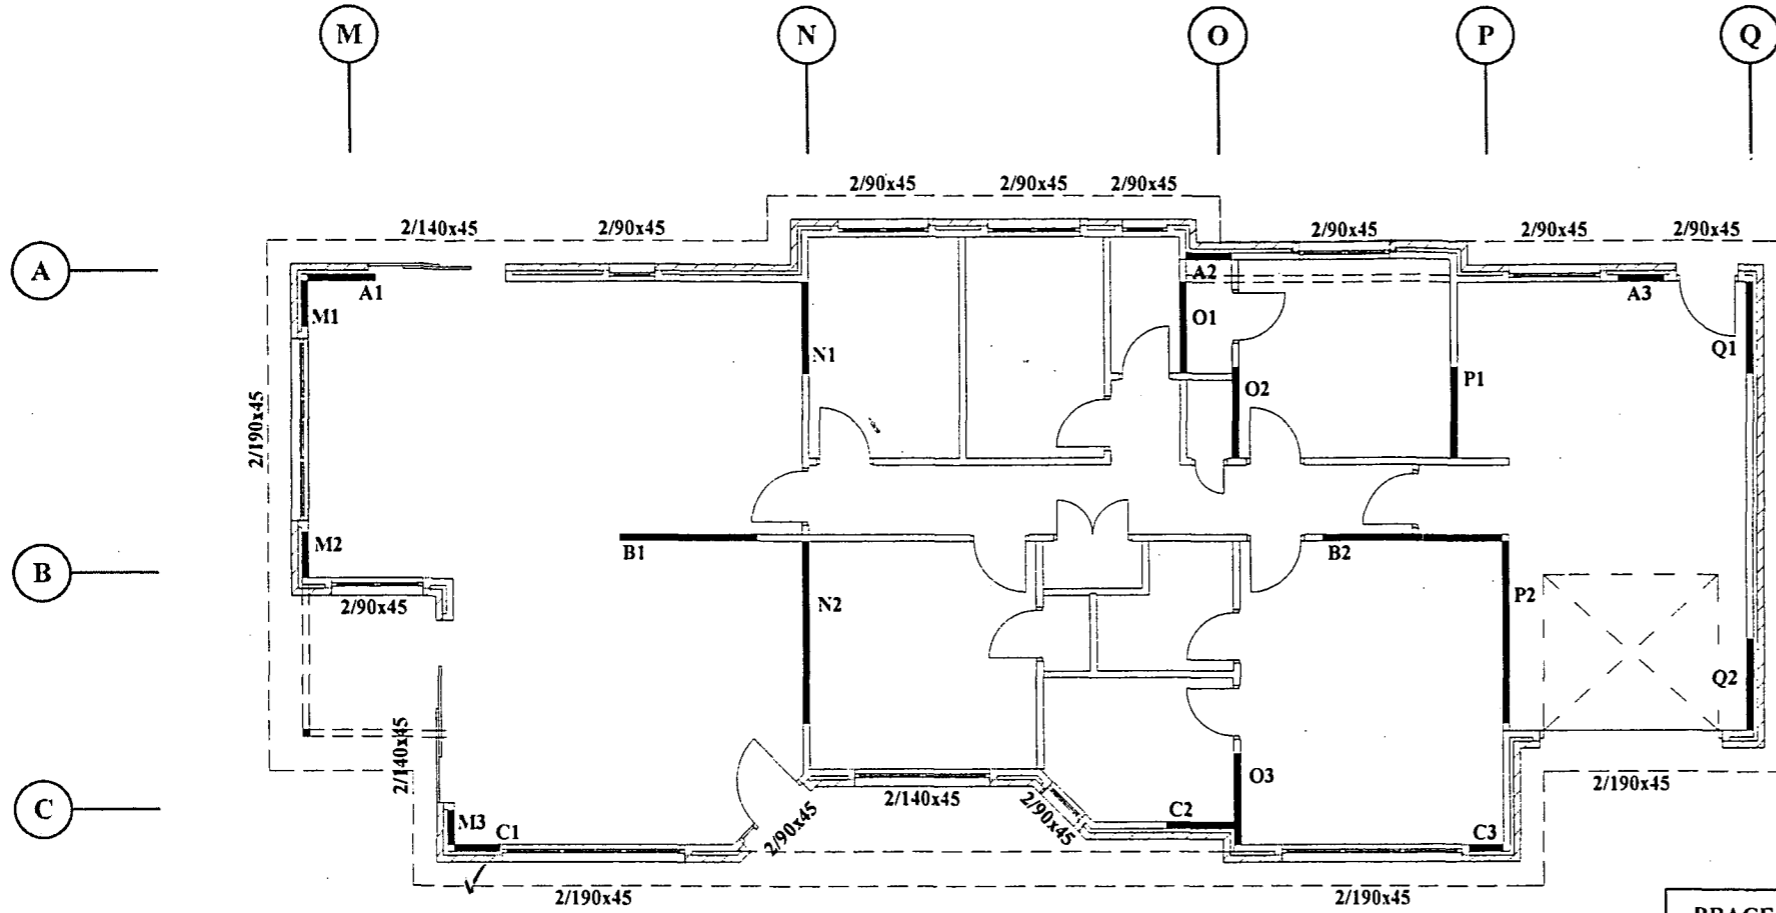 M N O P Q
2/90x45 2/90x45 2/90x45
2/140x45 2/90x45 2/90x45 2/90x45 2/90x45
A
A1 A2 A3
M1 O1
N1 Q1
O2 P1
2/190x45
M2 B1 B2
B
2/90x45 N2 P2
Q2
2/140x45
O3 2/190x45
C
M3 C1 2/90x45 2/140x45 2/90x45 C2 C3
2/190x45 2/190x45